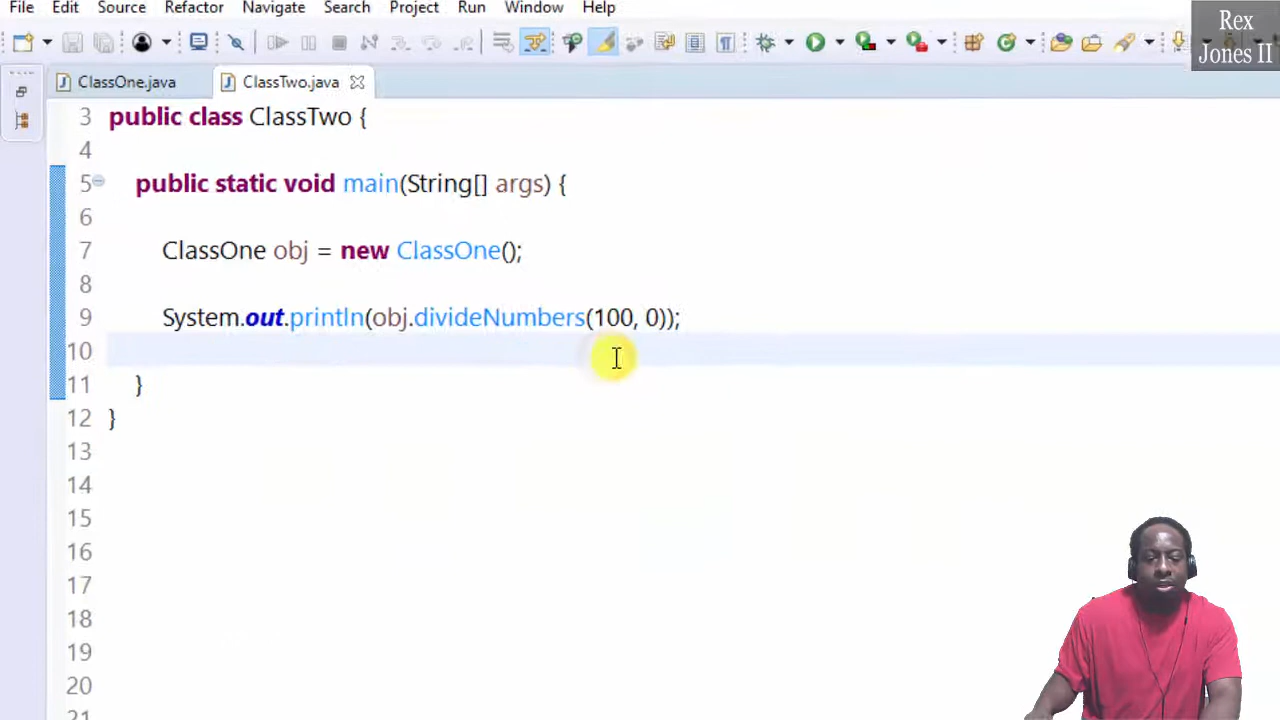 File Edit Source Refactor Navigate Search Project Run Window Help
Rex
Jones II
ClassOne.java ClassTwo.java
3 public class ClassTwo {
4
5 public static void main(String[] args) {
6
7 ClassOne obj = new ClassOne();
8
9 System.out.println(obj.divideNumbers(100, 0));
10
11 }
12 }
13
14
15
16
17
18
19
20
21